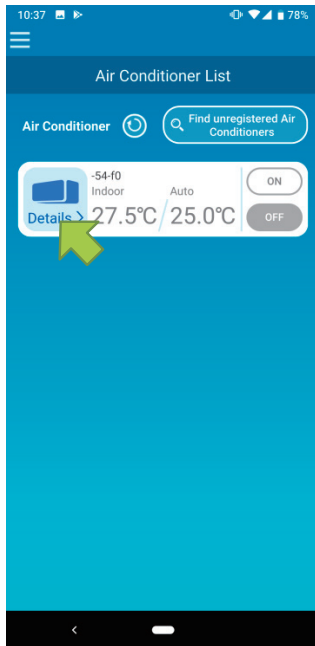 10:37 78%
Air Conditioner List
Air Conditioner
Find unregistered Air
Conditioners
-54-f0
Indoor Auto ON
Details > 27.5℃ 25.0℃ OFF